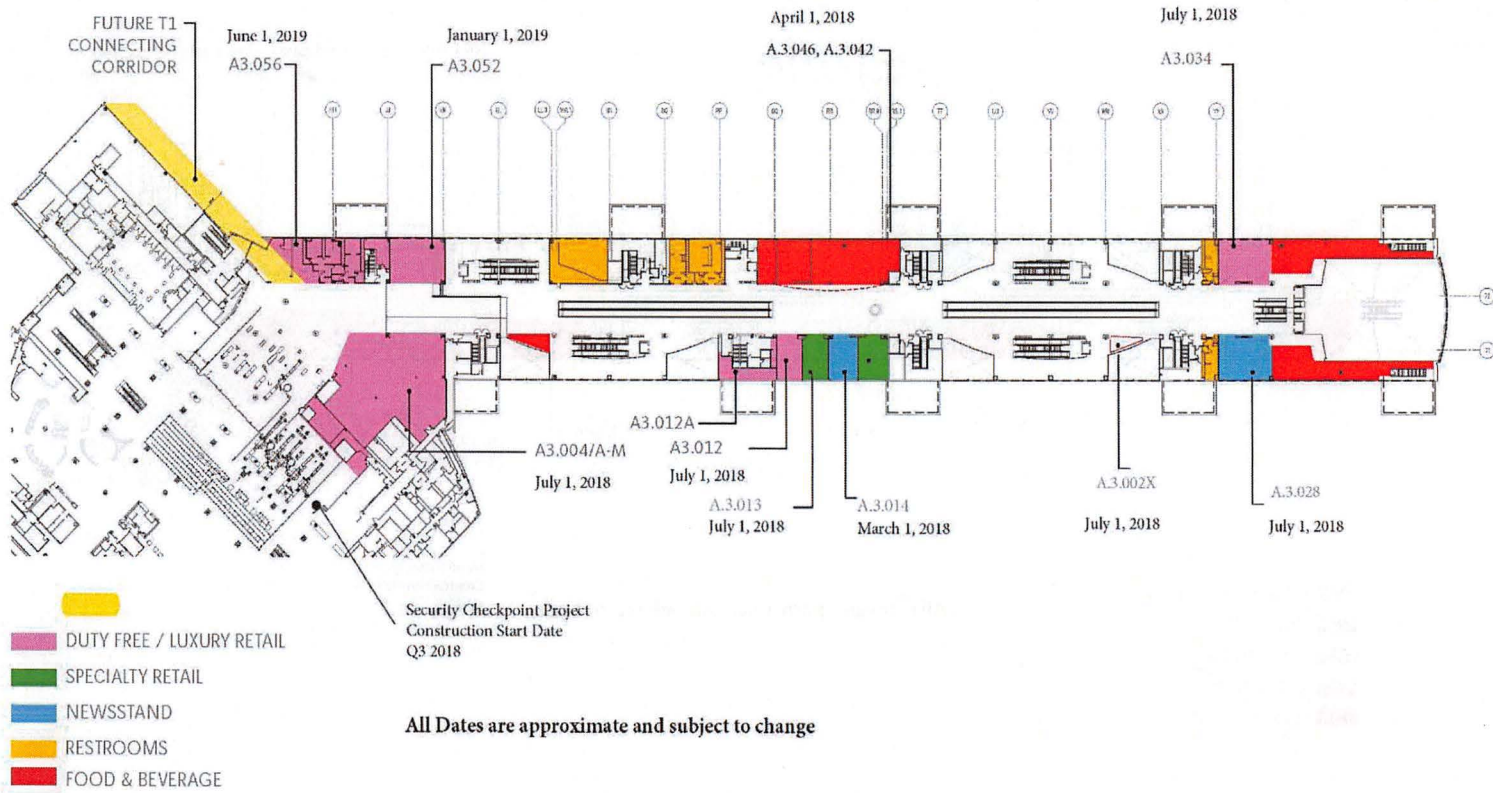 FUTURE T1
CONNECTING
CORRIDOR
June 1, 2019
A3.056
January 1, 2019
A3.052
April 1, 2018
A.3.046, A.3.042
July 1, 2018
A3.034
A3.004/A-M
July 1, 2018
A3.012A
A3.012
July 1, 2018
A.3.013
July 1, 2018
A.3.014
March 1, 2018
A.3.002X
July 1, 2018
A.3.028
July 1, 2018
Security Checkpoint Project
Construction Start Date
Q3 2018
DUTY FREE / LUXURY RETAIL
SPECIALTY RETAIL
NEWSSTAND
RESTROOMS
FOOD & BEVERAGE
All Dates are approximate and subject to change